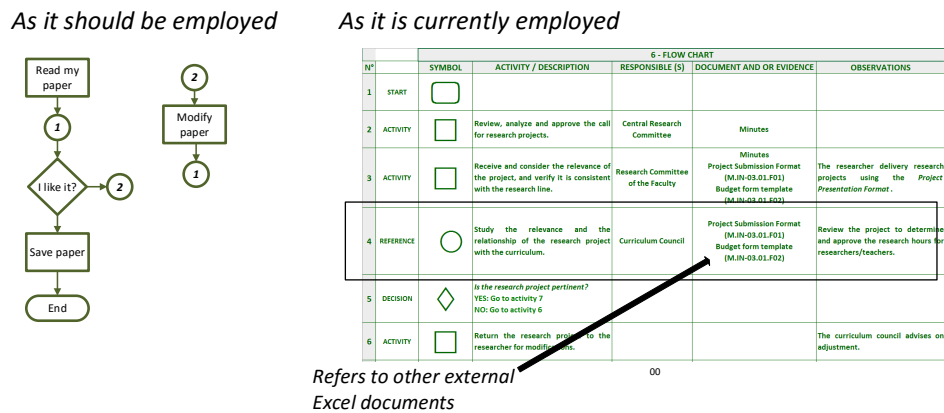 As it should be employed
As it is currently employed
Read my
paper
1
I like it?
2
Save paper
End
2
Modify
paper
1
6 - FLOW CHART
N° SYMBOL ACTIVITY / DESCRIPTION RESPONSIBLE (S) DOCUMENT AND OR EVIDENCE OBSERVATIONS
1 START
2 ACTIVITY
Review, analyze and approve the call
for research projects.
Central Research
Committee
Minutes
3 ACTIVITY
Receive and consider the relevance of
the project, and verify it is consistent
with the research line.
Research Committee
of the Faculty
Minutes
Project Submission Format
(M.IN-03.01.F01)
Budget form template
(M.IN-03.01.F02)
The researcher delivery research
projects using the Project
Presentation Format.
4 REFERENCE
Study the relevance and the
relationship of the research project
with the curriculum.
Curriculum Council
Project Submission Format
(M.IN-03.01.F01)
Budget form template
(M.IN-03.01.F02)
Review the project to determine
and approve the research hours for
researchers/teachers.
5 DECISION
Is the research project pertinent?
YES: Go to activity 7
NO: Go to activity 6
6 ACTIVITY
Return the research project to the
researcher for modifications.
The curriculum council advises on
adjustment.
Refers to other external
Excel documents
00